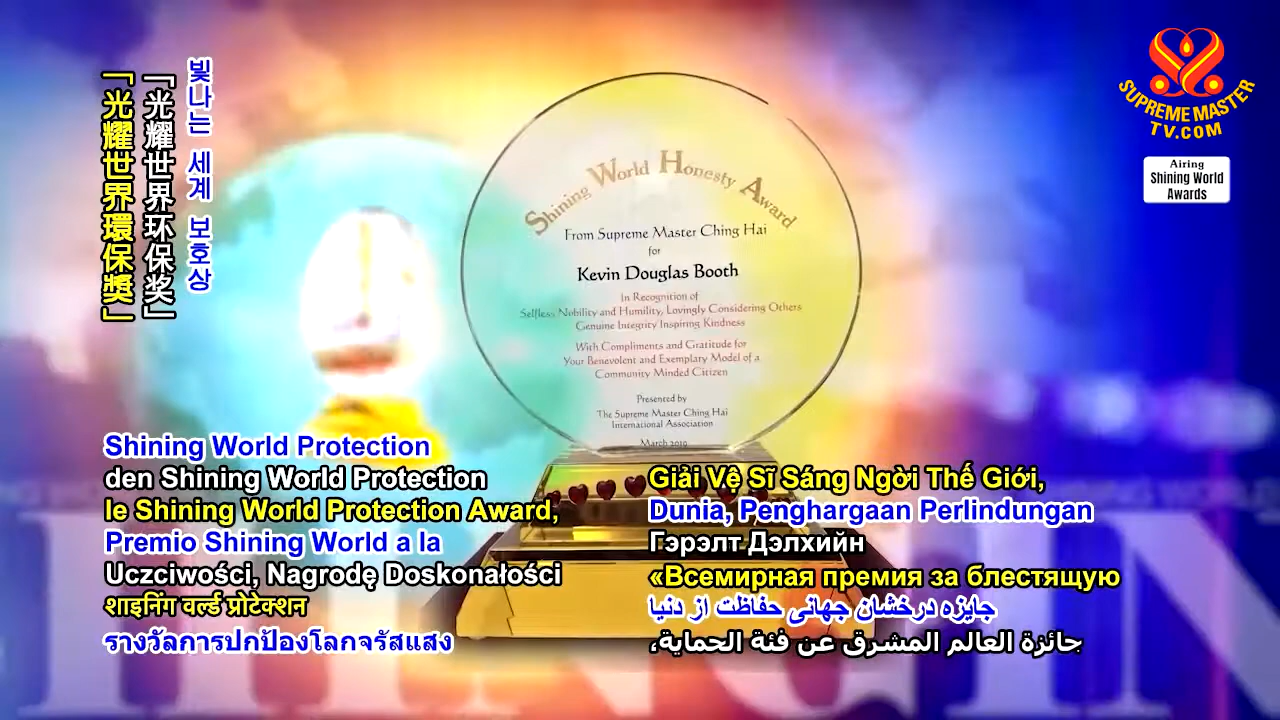 「光耀世界環保獎」
「光耀世界环保奖」
빛나는 세계 보호상
SUPREME MASTER
TV.COM
Airing
Shining World
Awards
Shining World Honesty Award
From Supreme Master Ching Hai
for
Kevin Douglas Booth
In Recognition of
Selfless Nobility and Humility, Lovingly Considering Others
Genuine Integrity Inspiring Kindness
With Compliments and Gratitude for
Your Benevolent and Exemplary Model of a
Community Minded Citizen
Presented by
The Supreme Master Ching Hai
International Association
March 2019
Shining World Protection
den Shining World Protection
le Shining World Protection Award,
Premio Shining World a la
Uczciwości, Nagrodę Doskonałości
शाइनिंग वर्ल्ड प्रोटेक्शन
รางวัลการปกป้องโลกจรัสแสง
Giải Vệ Sĩ Sáng Ngời Thế Giới,
Dunia, Penghargaan Perlindungan
Гэрэлт Дэлхийн
«Всемирная премия за блестящую
جایزه درخشان جهانی حفاظت از دنیا
جائزة العالم المشرق عن فئة الحماية،